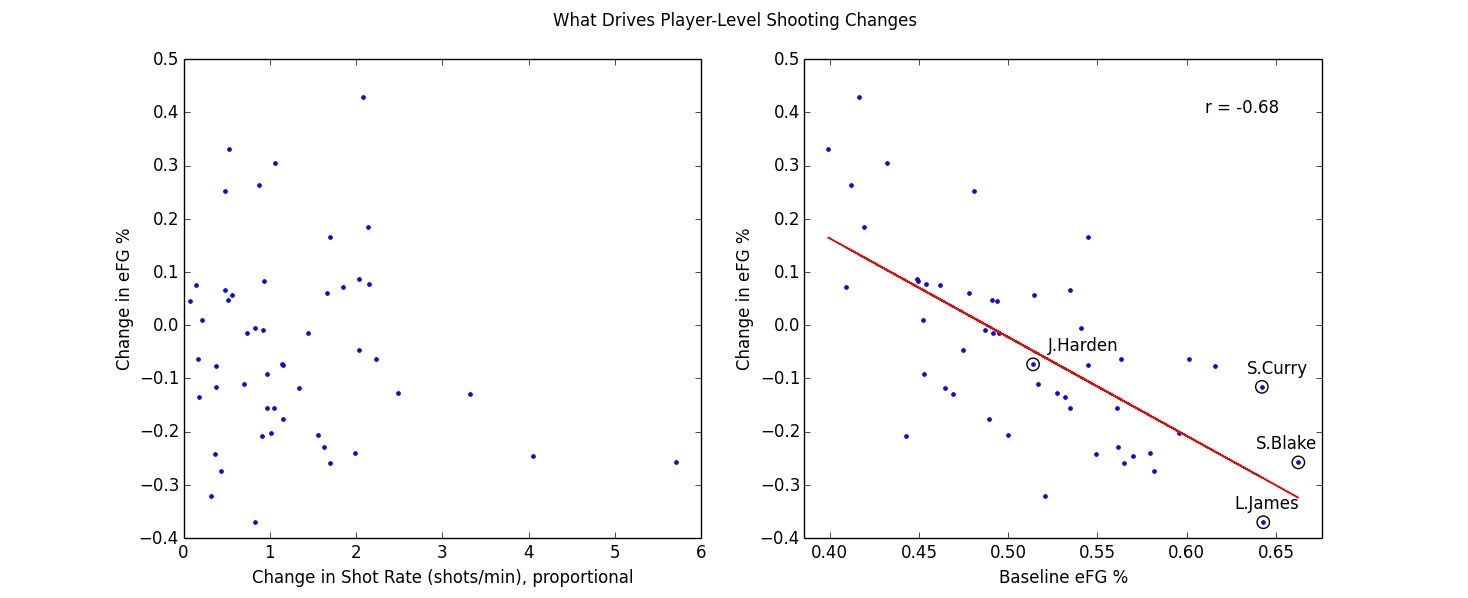 What Drives Player-Level Shooting Changes
0.5
0.4
0.3
0.2
0.1
0.0
−0.1
−0.2
−0.3
−0.4
Change in eFG %
0 1 2 3 4 5 6
Change in Shot Rate (shots/min), proportional
0.5
0.4
0.3
0.2
0.1
0.0
−0.1
−0.2
−0.3
−0.4
Change in eFG %
r = -0.68
J.Harden
S.Curry
S.Blake
L.James
0.40 0.45 0.50 0.55 0.60 0.65
Baseline eFG %